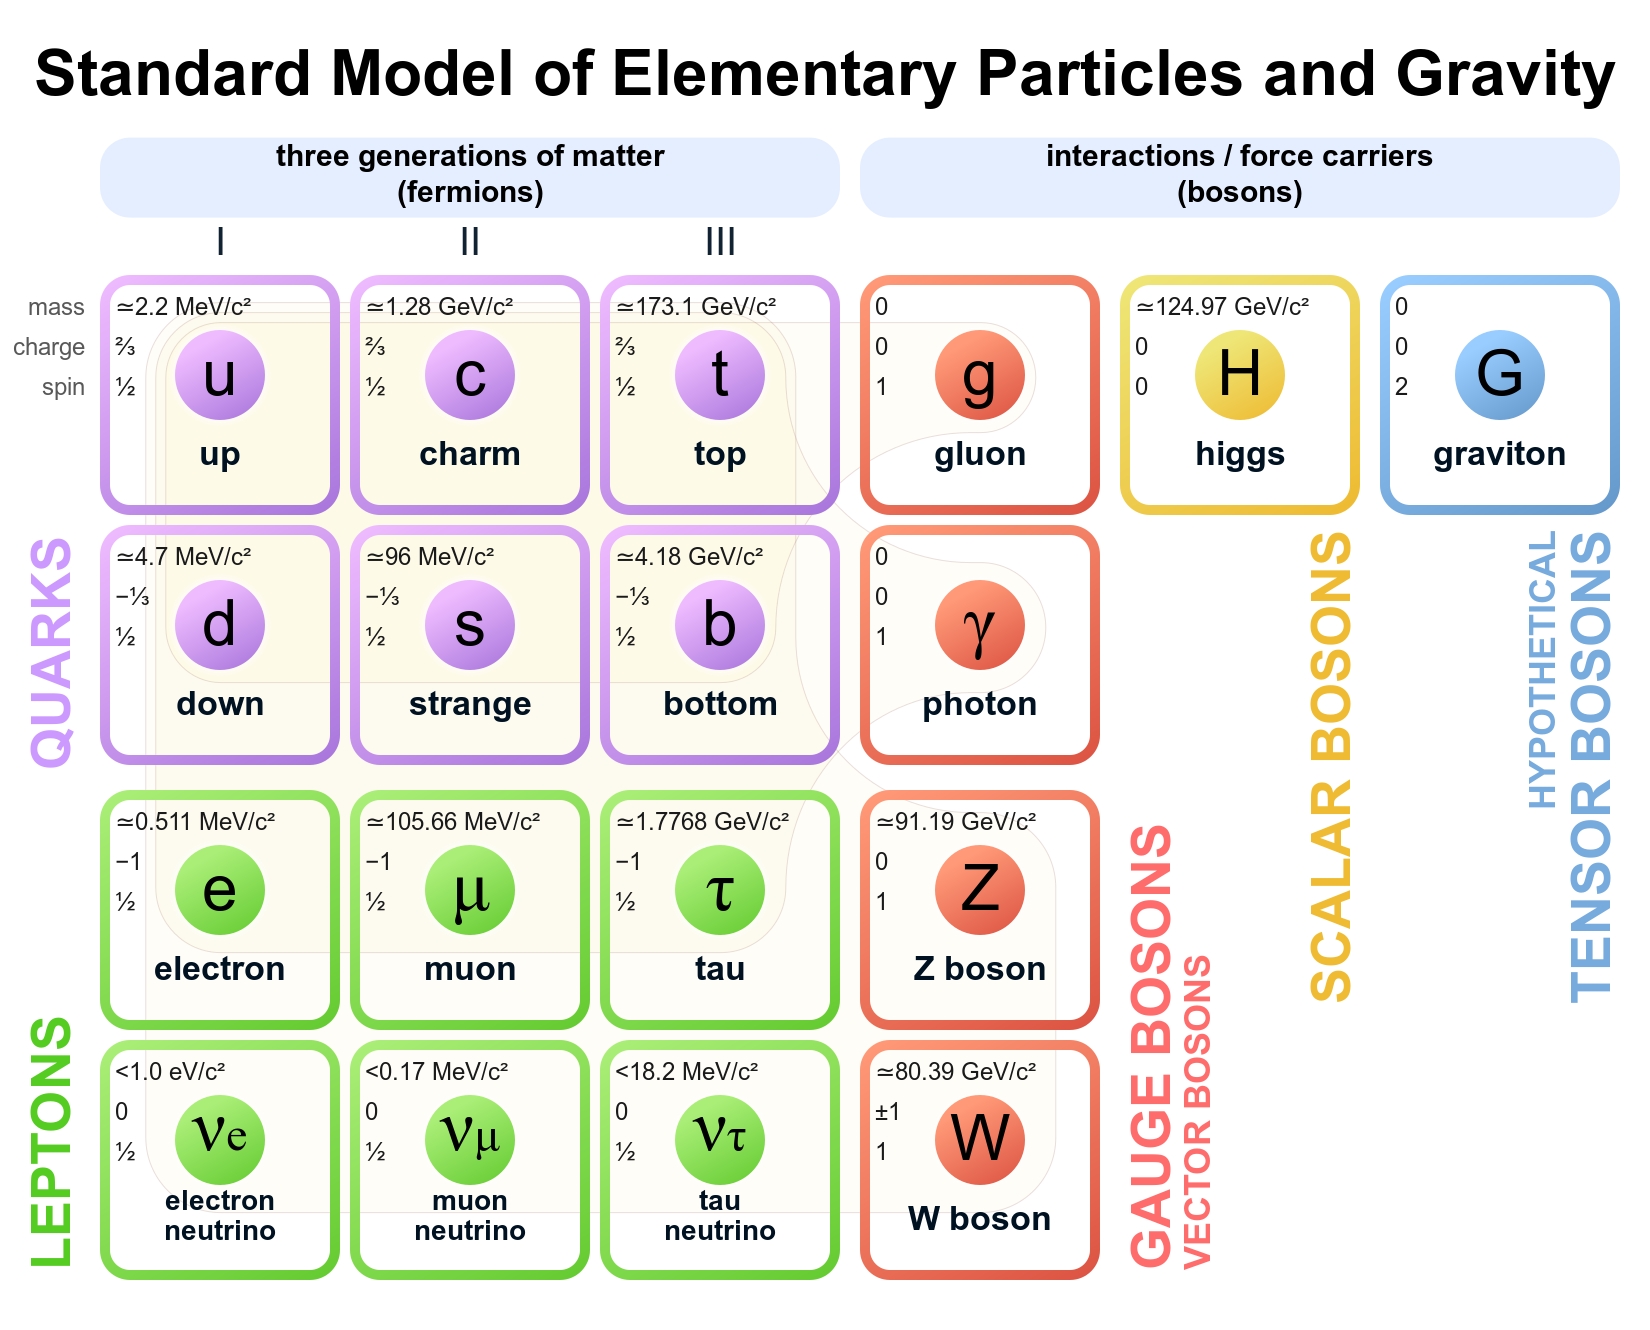 Standard Model of Elementary Particles and Gravity
three generations of matter
(fermions)
interactions / force carriers
(bosons)
I
II
III
mass
charge
spin
≃2.2 MeV/c²
⅔
½
u
up
≃1.28 GeV/c²
⅔
½
c
charm
≃173.1 GeV/c²
⅔
½
t
top
0
0
1
g
gluon
≃124.97 GeV/c²
0
0
H
higgs
0
0
2
G
graviton
QUARKS
≃4.7 MeV/c²
−⅓
½
d
down
≃96 MeV/c²
−⅓
½
s
strange
≃4.18 GeV/c²
−⅓
½
b
bottom
0
0
1
γ
photon
≃0.511 MeV/c²
−1
½
e
electron
≃105.66 MeV/c²
−1
½
μ
muon
≃1.7768 GeV/c²
−1
½
τ
tau
≃91.19 GeV/c²
0
1
Z
Z boson
LEPTONS
<1.0 eV/c²
0
½
νe
electron
neutrino
<0.17 MeV/c²
0
½
νμ
muon
neutrino
<18.2 MeV/c²
0
½
ντ
tau
neutrino
≃80.39 GeV/c²
±1
1
W
W boson
GAUGE BOSONS
VECTOR BOSONS
SCALAR BOSONS
HYPOTHETICAL
TENSOR BOSONS